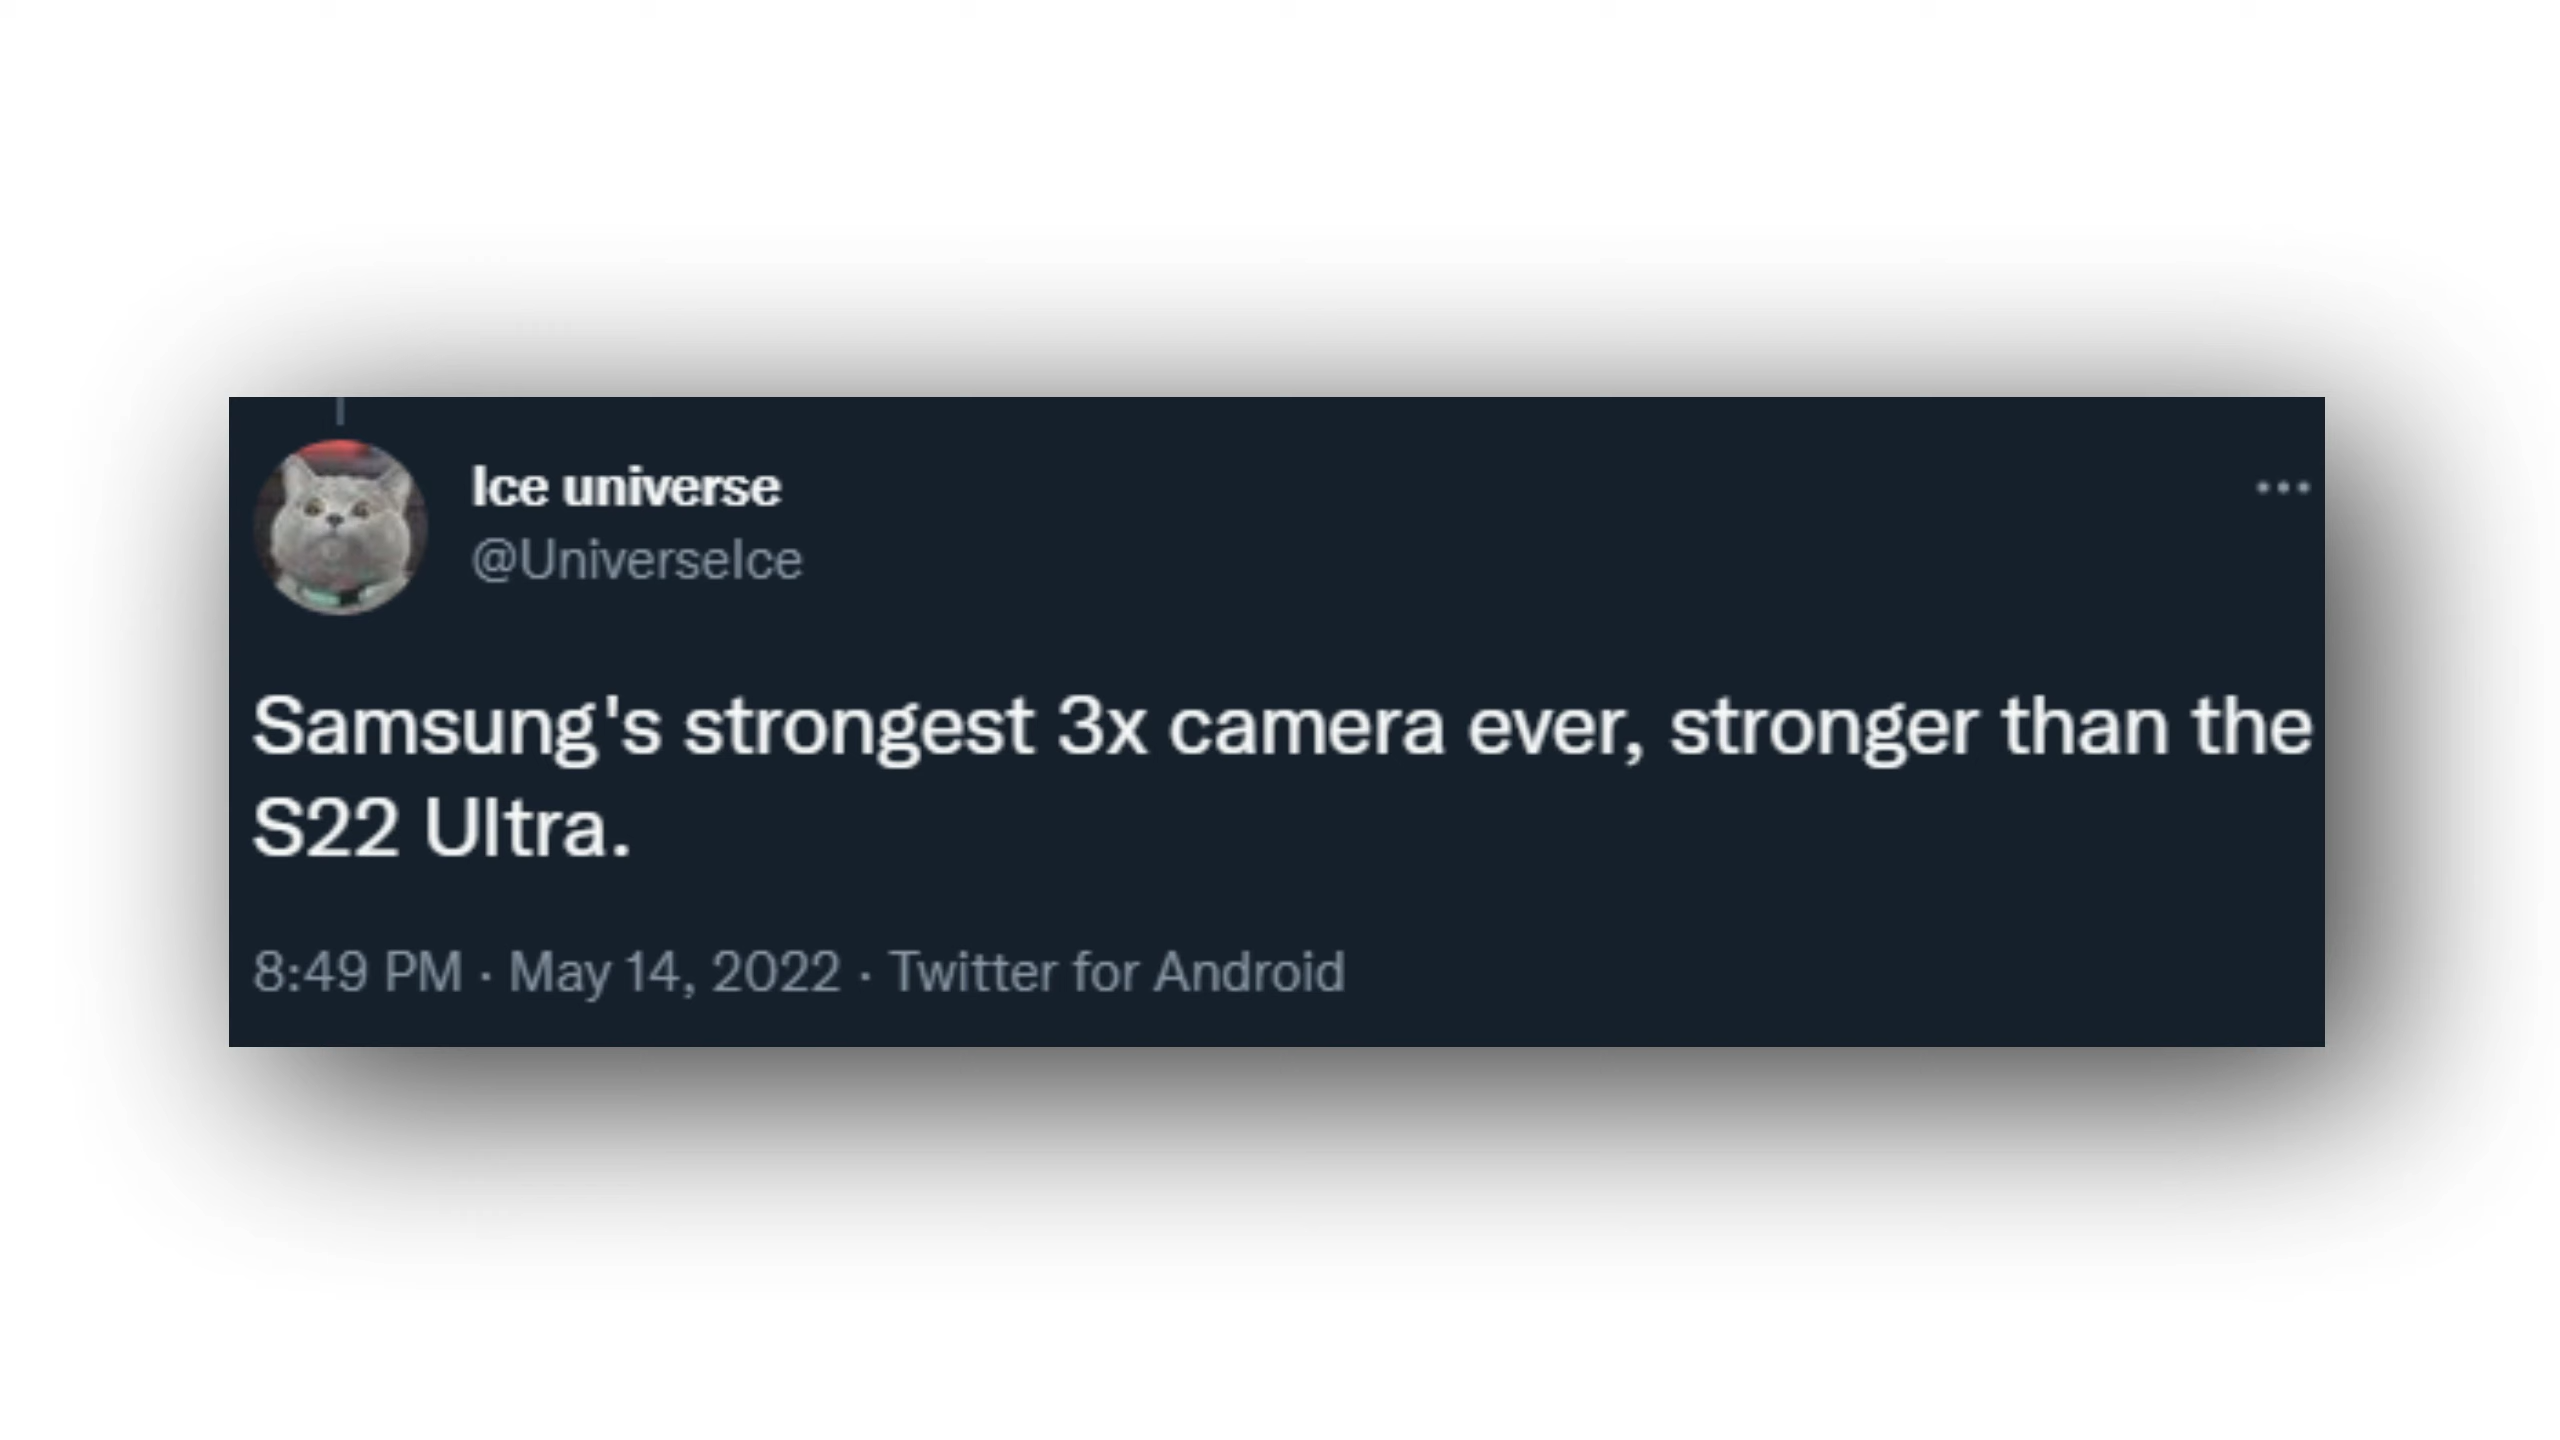 Ice universe
@UniverseIce
Samsung's strongest 3x camera ever, stronger than the
S22 Ultra.
8:49 PM · May 14, 2022 · Twitter for Android